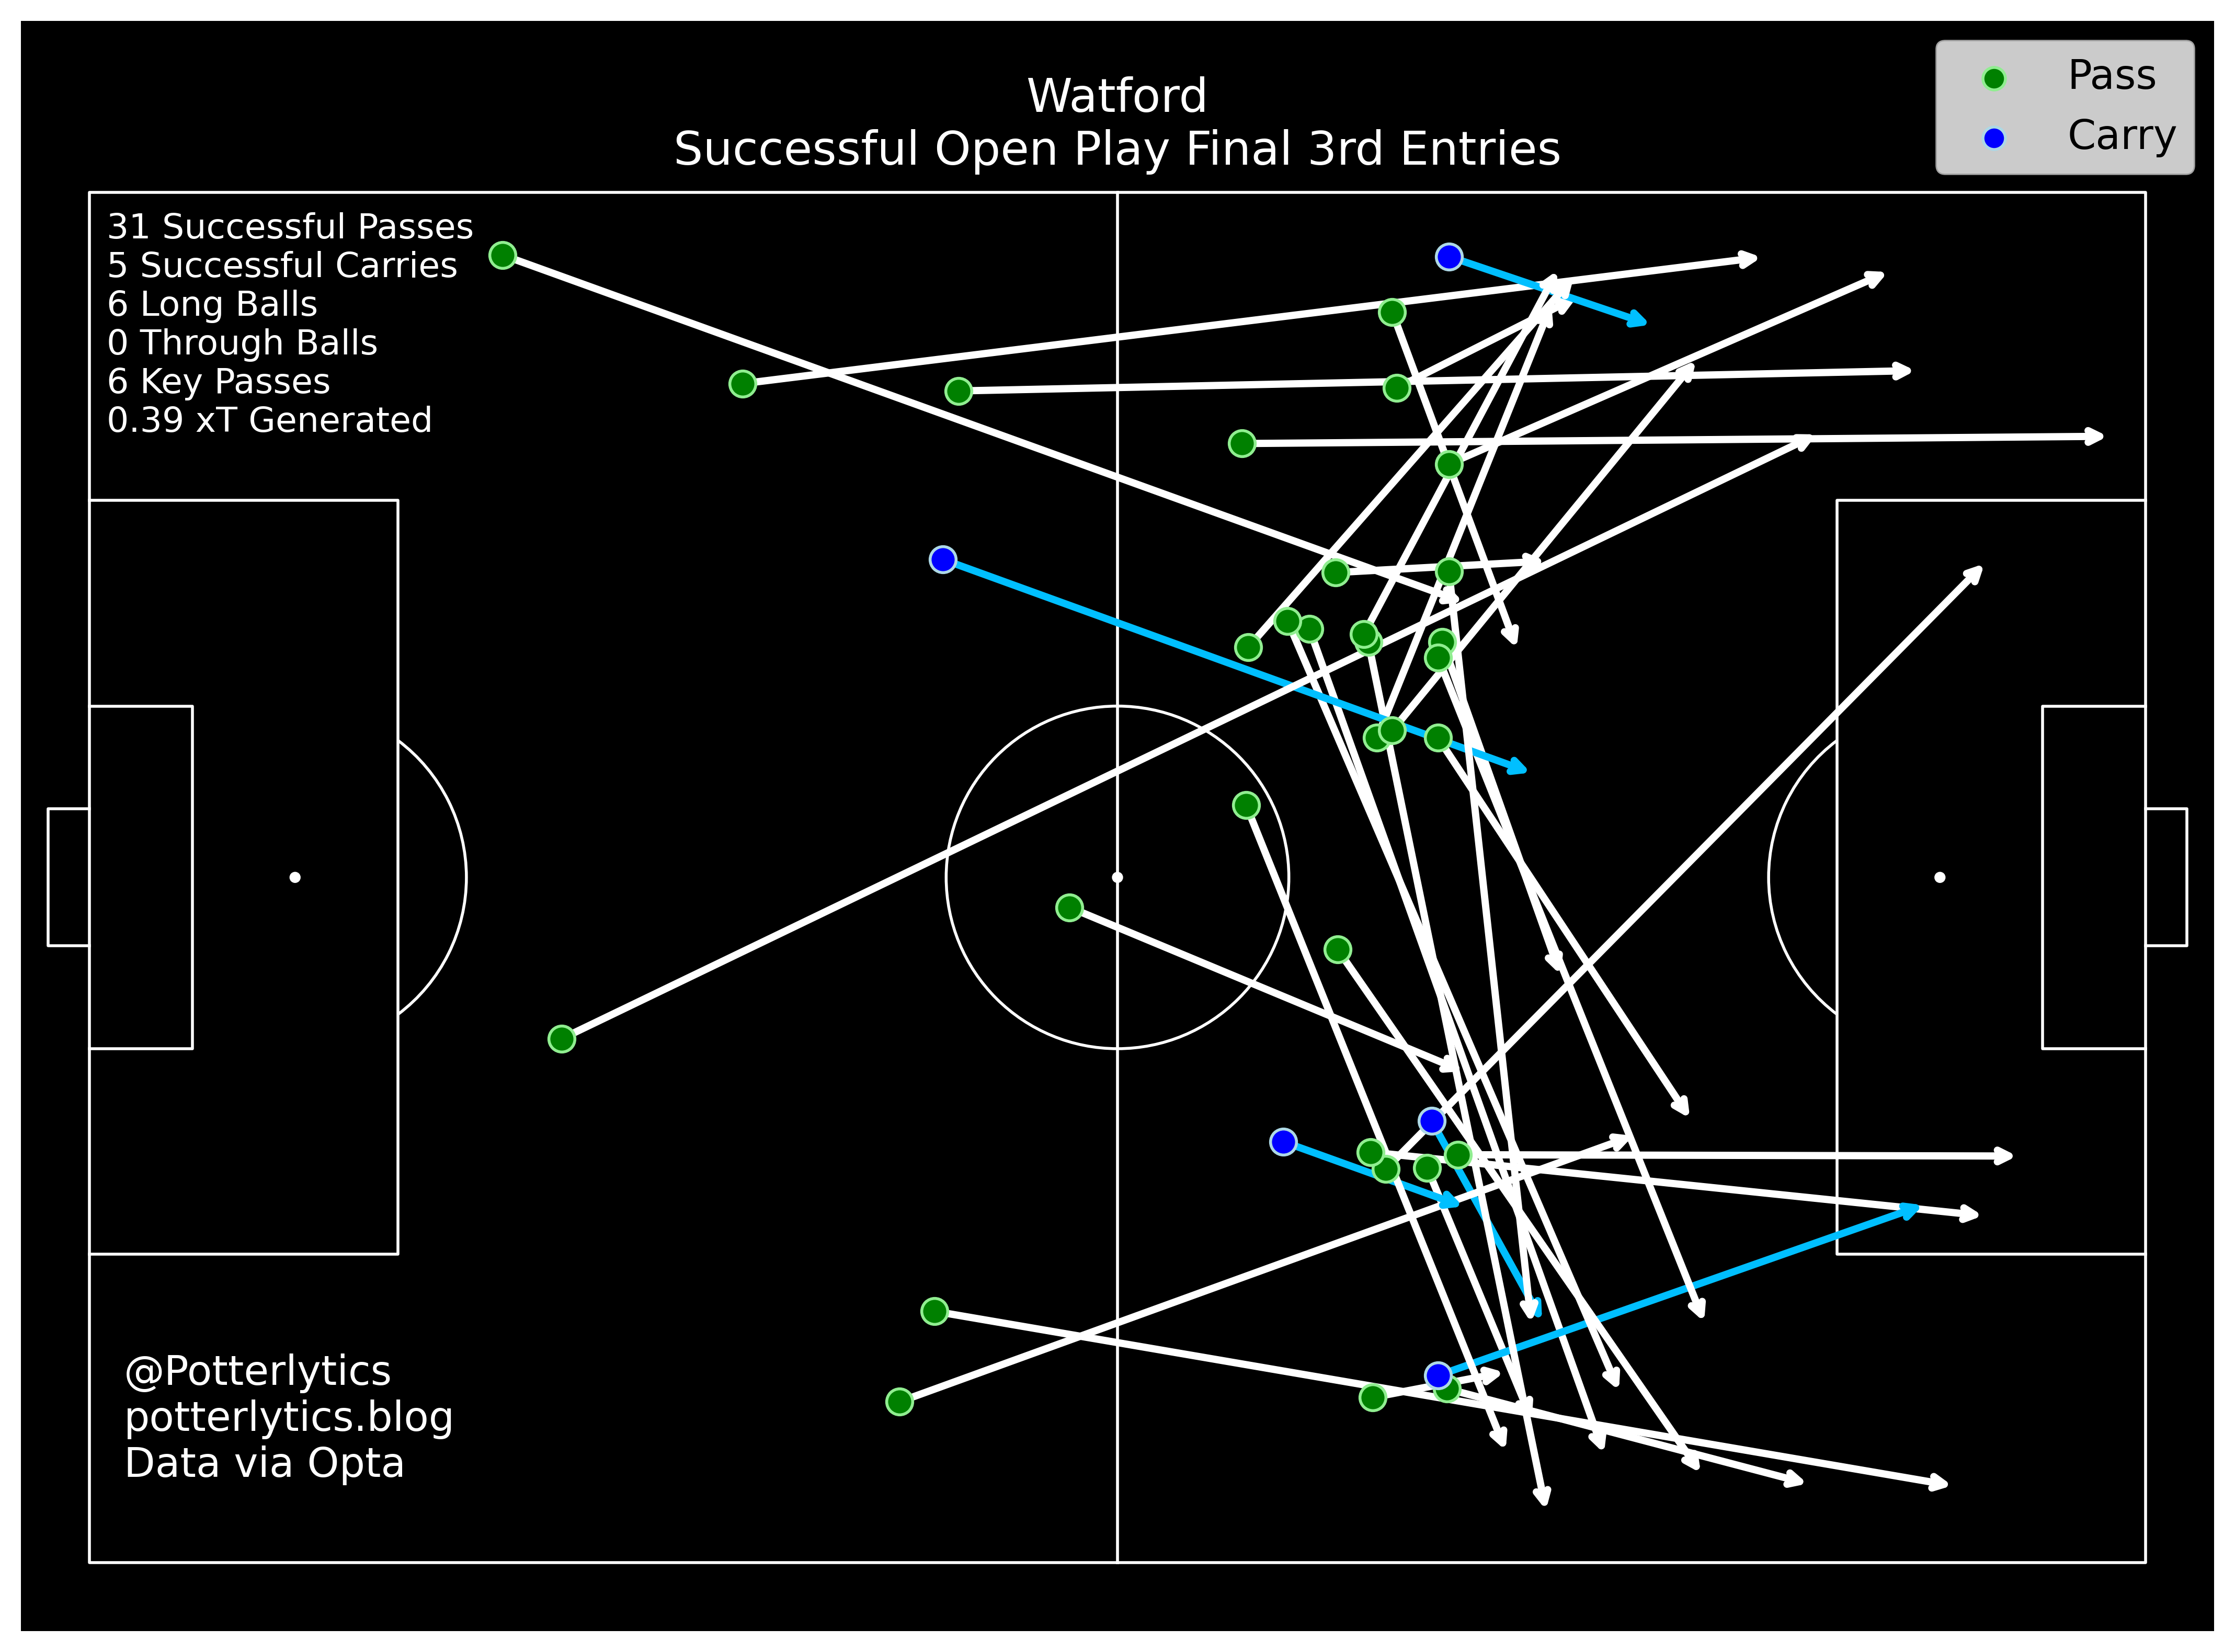 Watford
Successful Open Play Final 3rd Entries
Pass
Carry
31 Successful Passes
5 Successful Carries
6 Long Balls
0 Through Balls
6 Key Passes
0.39 xT Generated
@Potterlytics
potterlytics.blog
Data via Opta